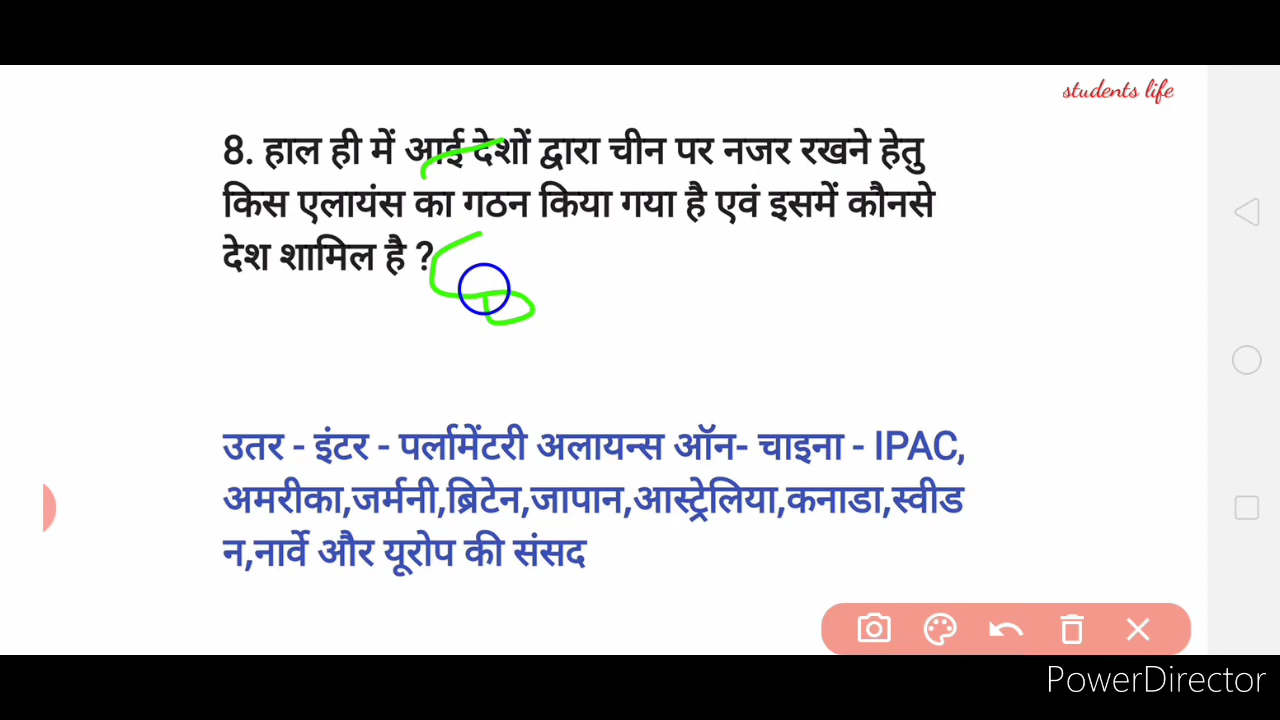 students life
8. हाल ही में आई देशों द्वारा चीन पर नजर रखने हेतु
किस एलायंस का गठन किया गया है एवं इसमें कौनसे
देश शामिल है ?
उतर - इंटर - पर्लामेंटरी अलायन्स ऑन- चाइना - IPAC,
अमरीका,जर्मनी,ब्रिटेन,जापान,आस्ट्रेलिया,कनाडा,स्वीड
न,नार्वे और यूरोप की संसद
PowerDirector